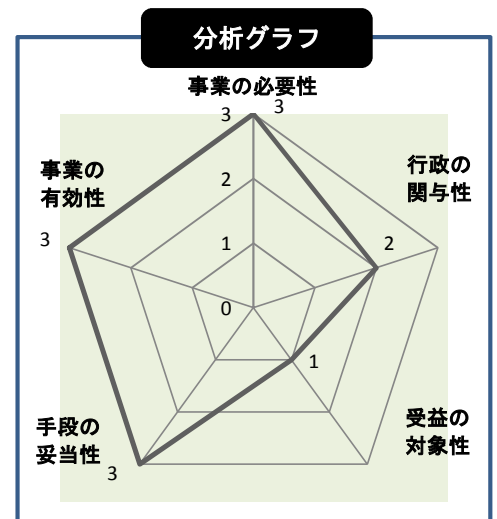 分析グラフ
事業の必要性
3
3
行政の
関与性
2
受益の
対象性
1
手段の
妥当性
3
事業の
有効性
3
2
1
0